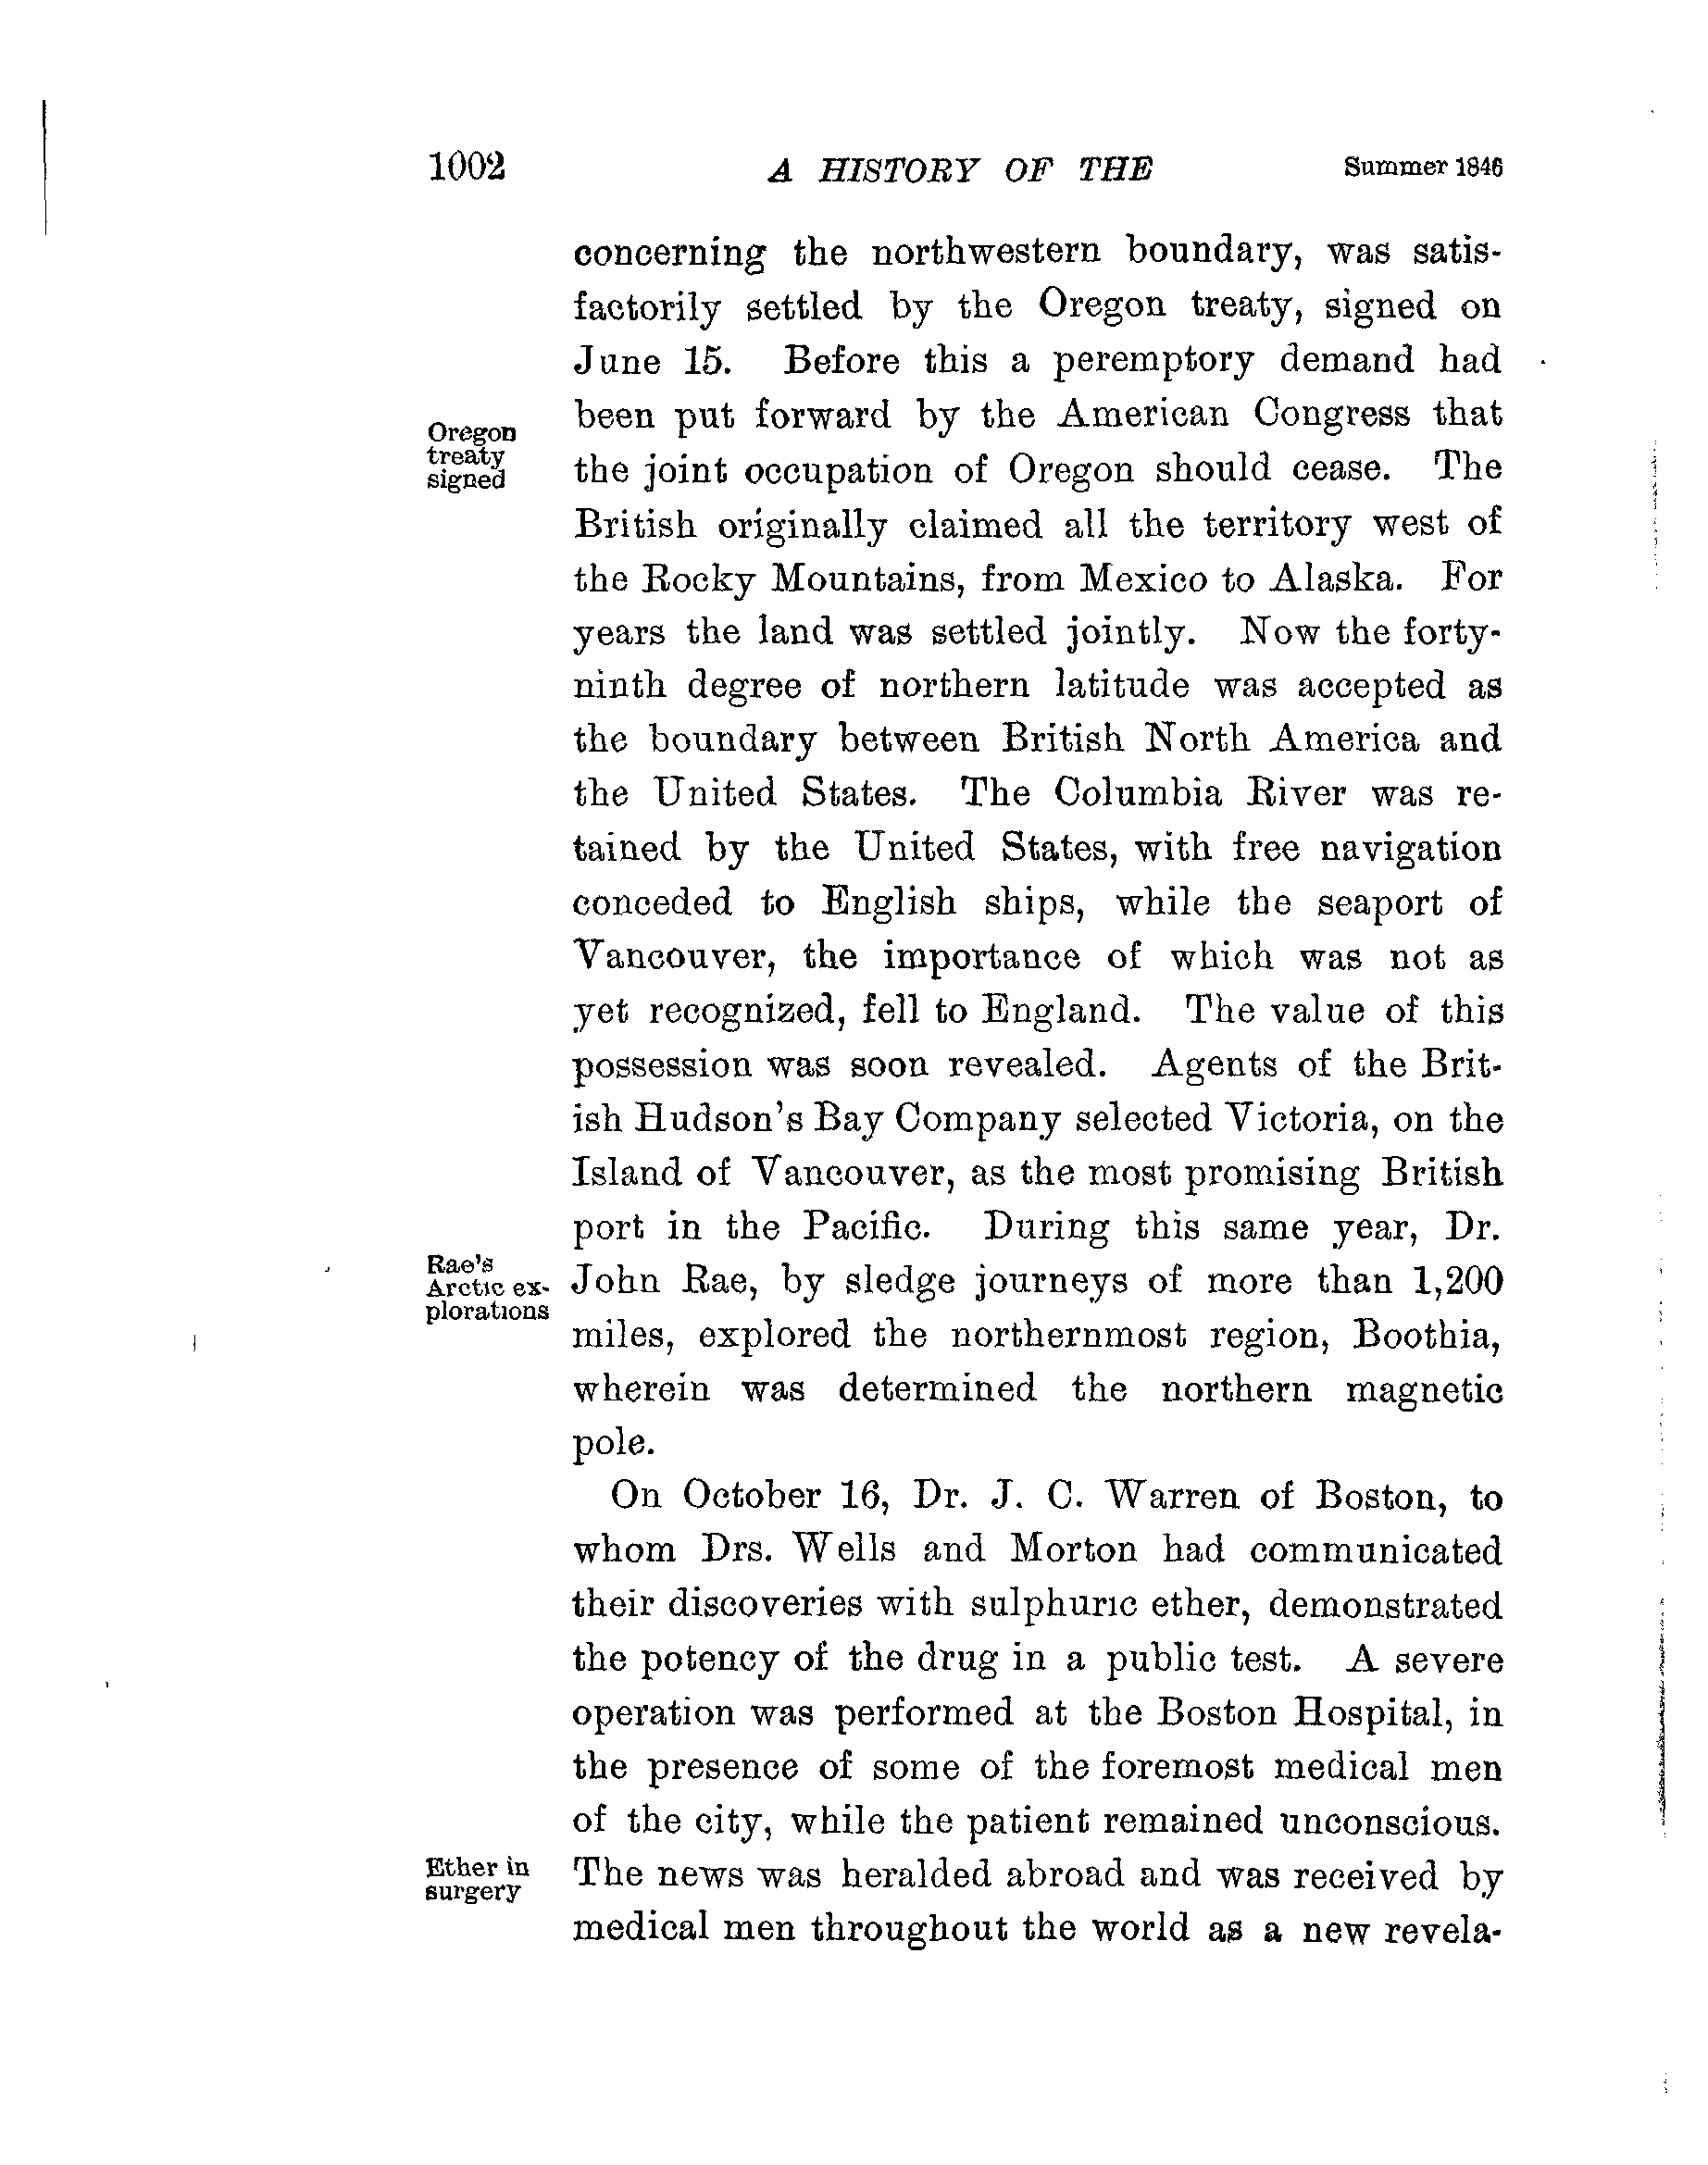 1002 A HISTORY OF THE Summer 1846
concerning the northwestern boundary, was satis-
factorily settled by the Oregon treaty, signed on
June 15. Before this a peremptory demand had
been put forward by the American Congress that
Oregon
treaty
signed
the joint occupation of Oregon should cease. The
British originally claimed all the territory west of
the Rocky Mountains, from Mexico to Alaska. For
years the land was settled jointly. Now the forty-
ninth degree of northern latitude was accepted as
the boundary between British North America and
the United States. The Columbia River was re-
tained by the United States, with free navigation
conceded to English ships, while the seaport of
Vancouver, the importance of which was not as
yet recognized, fell to England. The value of this
possession was soon revealed. Agents of the Brit-
ish Hudson's Bay Company selected Victoria, on the
Island of Vancouver, as the most promising British
port in the Pacific. During this same year, Dr.
Rae's
Arctic ex-
plorations
John Rae, by sledge journeys of more than 1,200
miles, explored the northernmost region, Boothia,
wherein was determined the northern magnetic
pole.
On October 16, Dr. J. C. Warren of Boston, to
whom Drs. Wells and Morton had communicated
their discoveries with sulphuric ether, demonstrated
the potency of the drug in a public test. A severe
operation was performed at the Boston Hospital, in
the presence of some of the foremost medical men
of the city, while the patient remained unconscious.
Ether in
surgery
The news was heralded abroad and was received by
medical men throughout the world as a new revela-